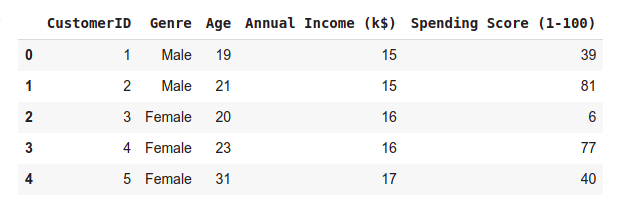 CustomerID Genre Age Annual Income (k$) Spending Score (1-100)
0 1 Male 19 15 39
1 2 Male 21 15 81
2 3 Female 20 16 6
3 4 Female 23 16 77
4 5 Female 31 17 40